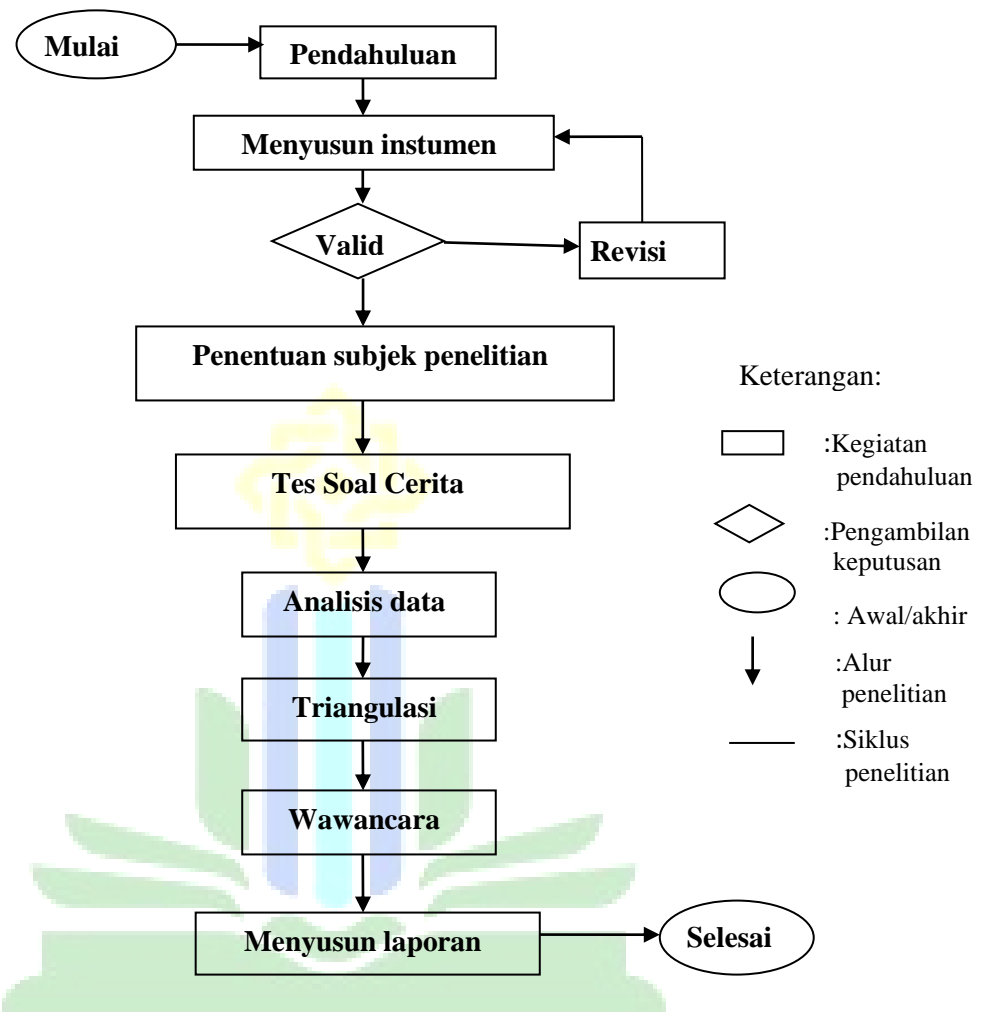 Mulai
Pendahuluan
Menyusun instumen
Valid
Revisi
Penentuan subjek penelitian
Tes Soal Cerita
Analisis data
Triangulasi
Wawancara
Menyusun laporan
Selesai
Keterangan:
:Kegiatan
pendahuluan
:Pengambilan
keputusan
: Awal/akhir
:Alur
penelitian
:Siklus
penelitian